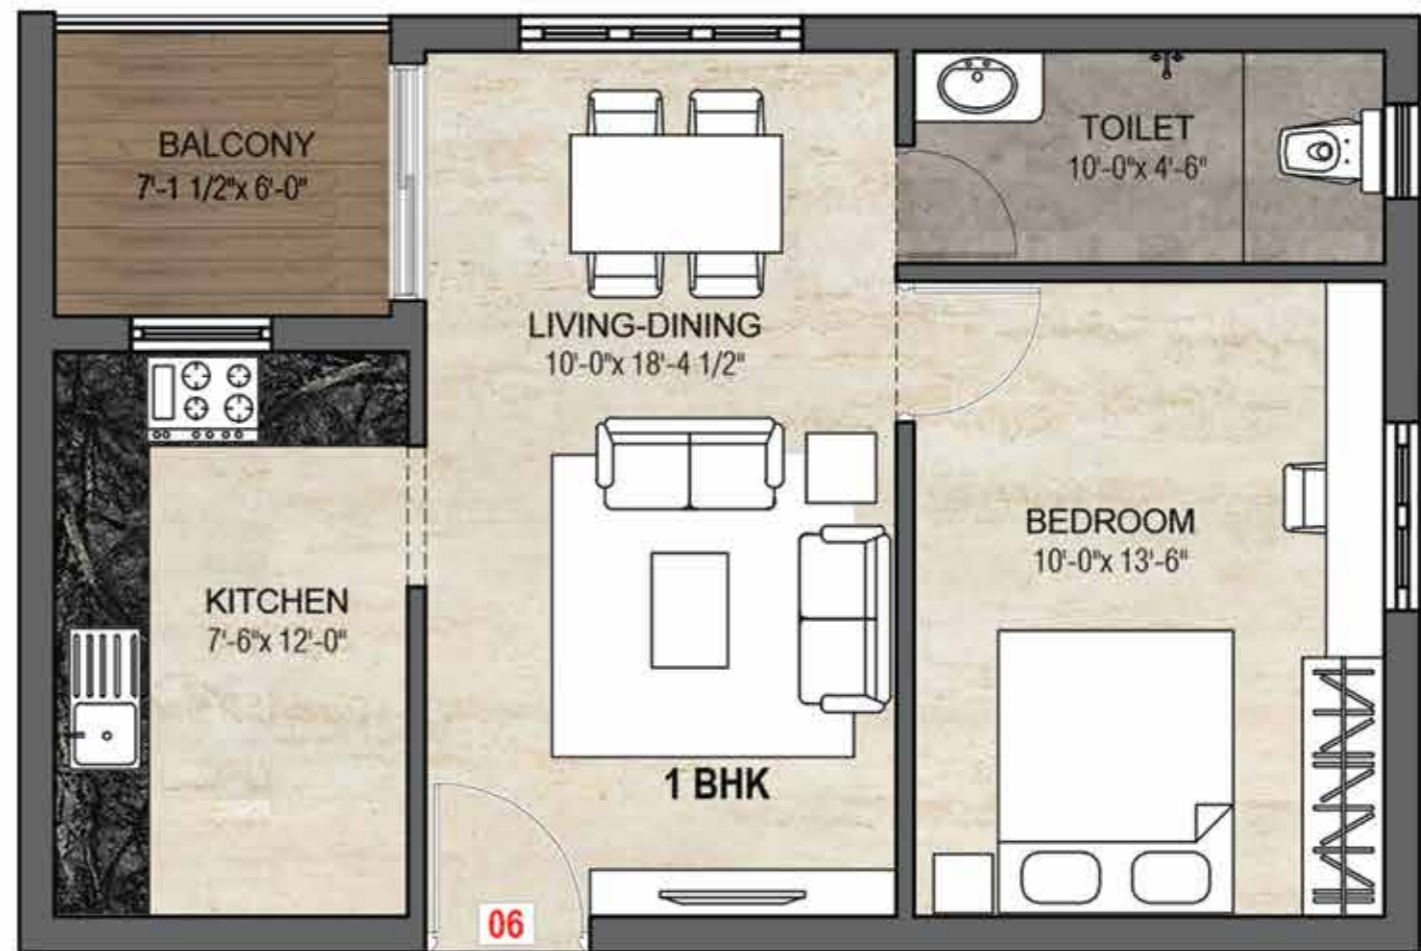 BALCONY
7'-1 1/2"x 6'-0"
TOILET
10'-0"x 4'-6"
LIVING-DINING
10'-0"x 18'-4 1/2"
BEDROOM
10'-0"x 13'-6"
KITCHEN
7'-6"x 12'-0"
1 BHK
06